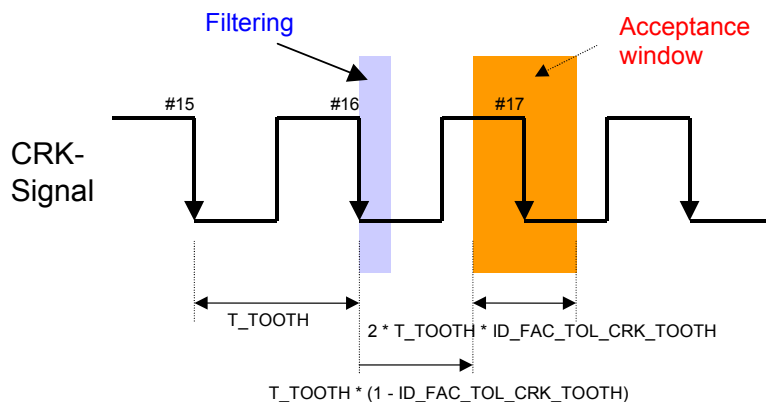 Filtering
Acceptance
window
#15
#16
#17
CRK-
Signal
T_TOOTH
2 * T_TOOTH * ID_FAC_TOL_CRK_TOOTH
T_TOOTH * (1 - ID_FAC_TOL_CRK_TOOTH)